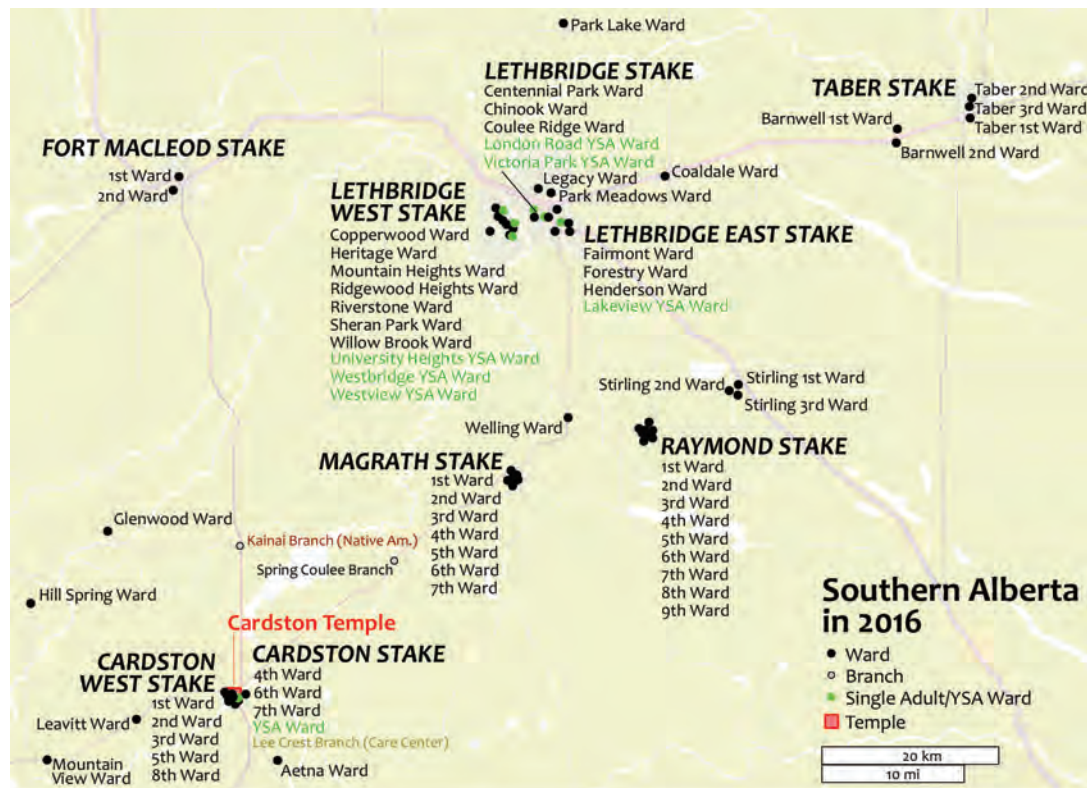 Park Lake Ward
LETHBRIDGE STAKE
Centennial Park Ward
Chinook Ward
Coulee Ridge Ward
London Road YSA Ward
Victoria Park YSA Ward
TABER STAKE
Taber 2nd Ward
Taber 3rd Ward
Taber 1st Ward
Barnwell 1st Ward
Barnwell 2nd Ward
FORT MACLEOD STAKE
1st Ward
2nd Ward
Legacy Ward
Park Meadows Ward
Coaldale Ward
LETHBRIDGE
WEST STAKE
Copperwood Ward
Heritage Ward
Mountain Heights Ward
Ridgewood Heights Ward
Riverstone Ward
Sheran Park Ward
Willow Brook Ward
University Heights YSA Ward
Westbridge YSA Ward
Westview YSA Ward
LETHBRIDGE EAST STAKE
Fairmont Ward
Forestry Ward
Henderson Ward
Lakeview YSA Ward
Stirling 2nd Ward
Stirling 1st Ward
Stirling 3rd Ward
Welling Ward
MAGRATH STAKE
1st Ward
2nd Ward
3rd Ward
4th Ward
5th Ward
6th Ward
7th Ward
RAYMOND STAKE
1st Ward
2nd Ward
3rd Ward
4th Ward
5th Ward
6th Ward
7th Ward
8th Ward
9th Ward
Glenwood Ward
Kainai Branch (Native Am.)
Spring Coulee Branch
Hill Spring Ward
Cardston Temple
CARDSTON
WEST STAKE
1st Ward
2nd Ward
3rd Ward
5th Ward
8th Ward
CARDSTON STAKE
4th Ward
6th Ward
7th Ward
YSA Ward
Lee Crest Branch (Care Center)
Leavitt Ward
Mountain
View Ward
Aetna Ward
Southern Alberta
in 2016
Ward
Branch
Single Adult/YSA Ward
Temple
20 km
10 mi